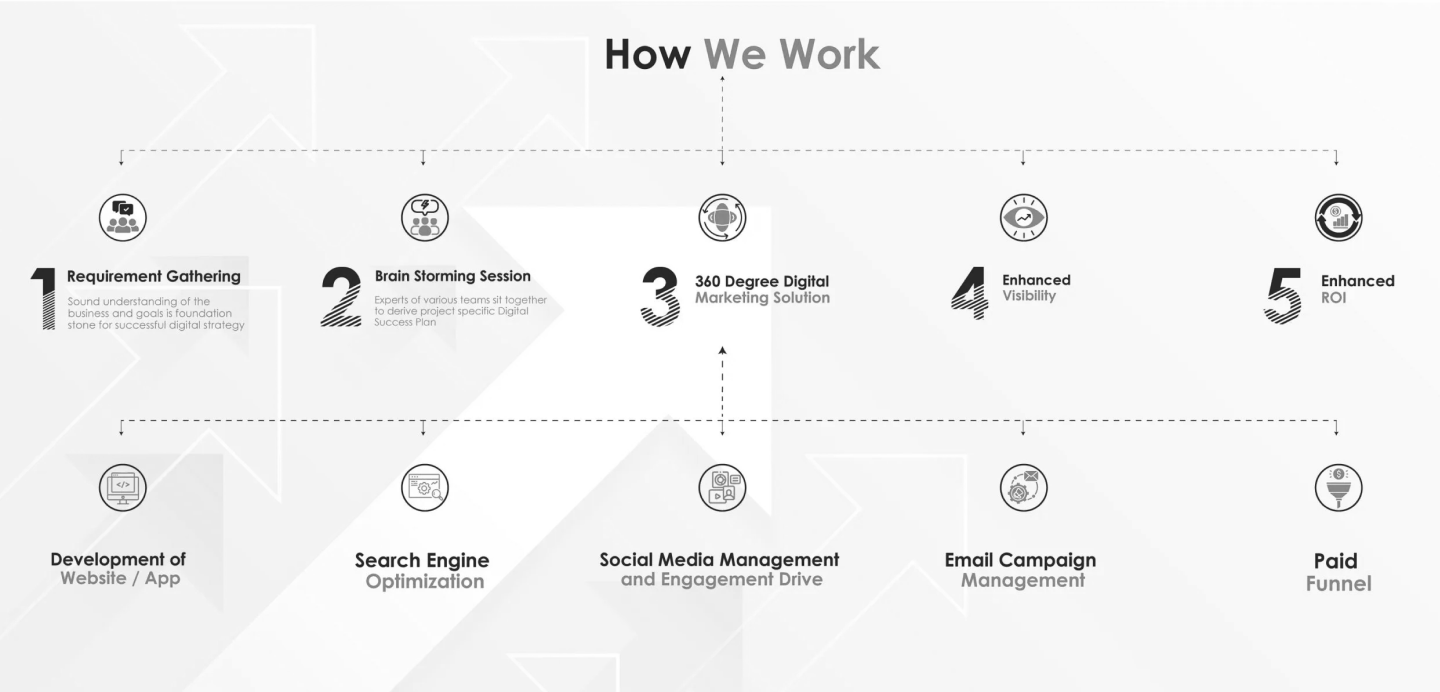 How We Work
1
Requirement Gathering
Sound understanding of the
business and goals is foundation
stone for successful digital strategy
2
Brain Storming Session
Experts of various teams sit together
to derive project specific Digital
Success Plan
3
360 Degree Digital
Marketing Solution
4
Enhanced
Visibility
5
Enhanced
ROI
Development of
Website / App
Search Engine
Optimization
Social Media Management
and Engagement Drive
Email Campaign
Management
Paid
Funnel